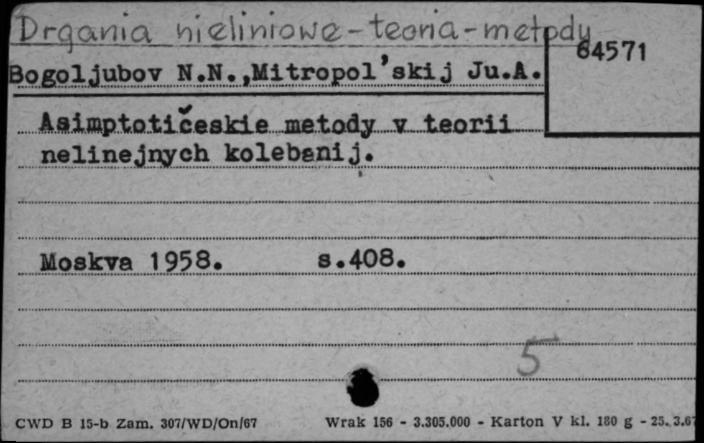 Drgania nieliniowe - teoria - metody
64571
Bogoljubov N.N.,Mitropol'skij Ju.A.
Asimptotičeskie metody v teorii
nelinejnych kolebanij.
Moskva 1958. s.408.
5
CWD B 15-b Zam. 307/WD/On/67 Wrak 156 - 3.305.000 - Karton V kl. 180 g - 25.3.67